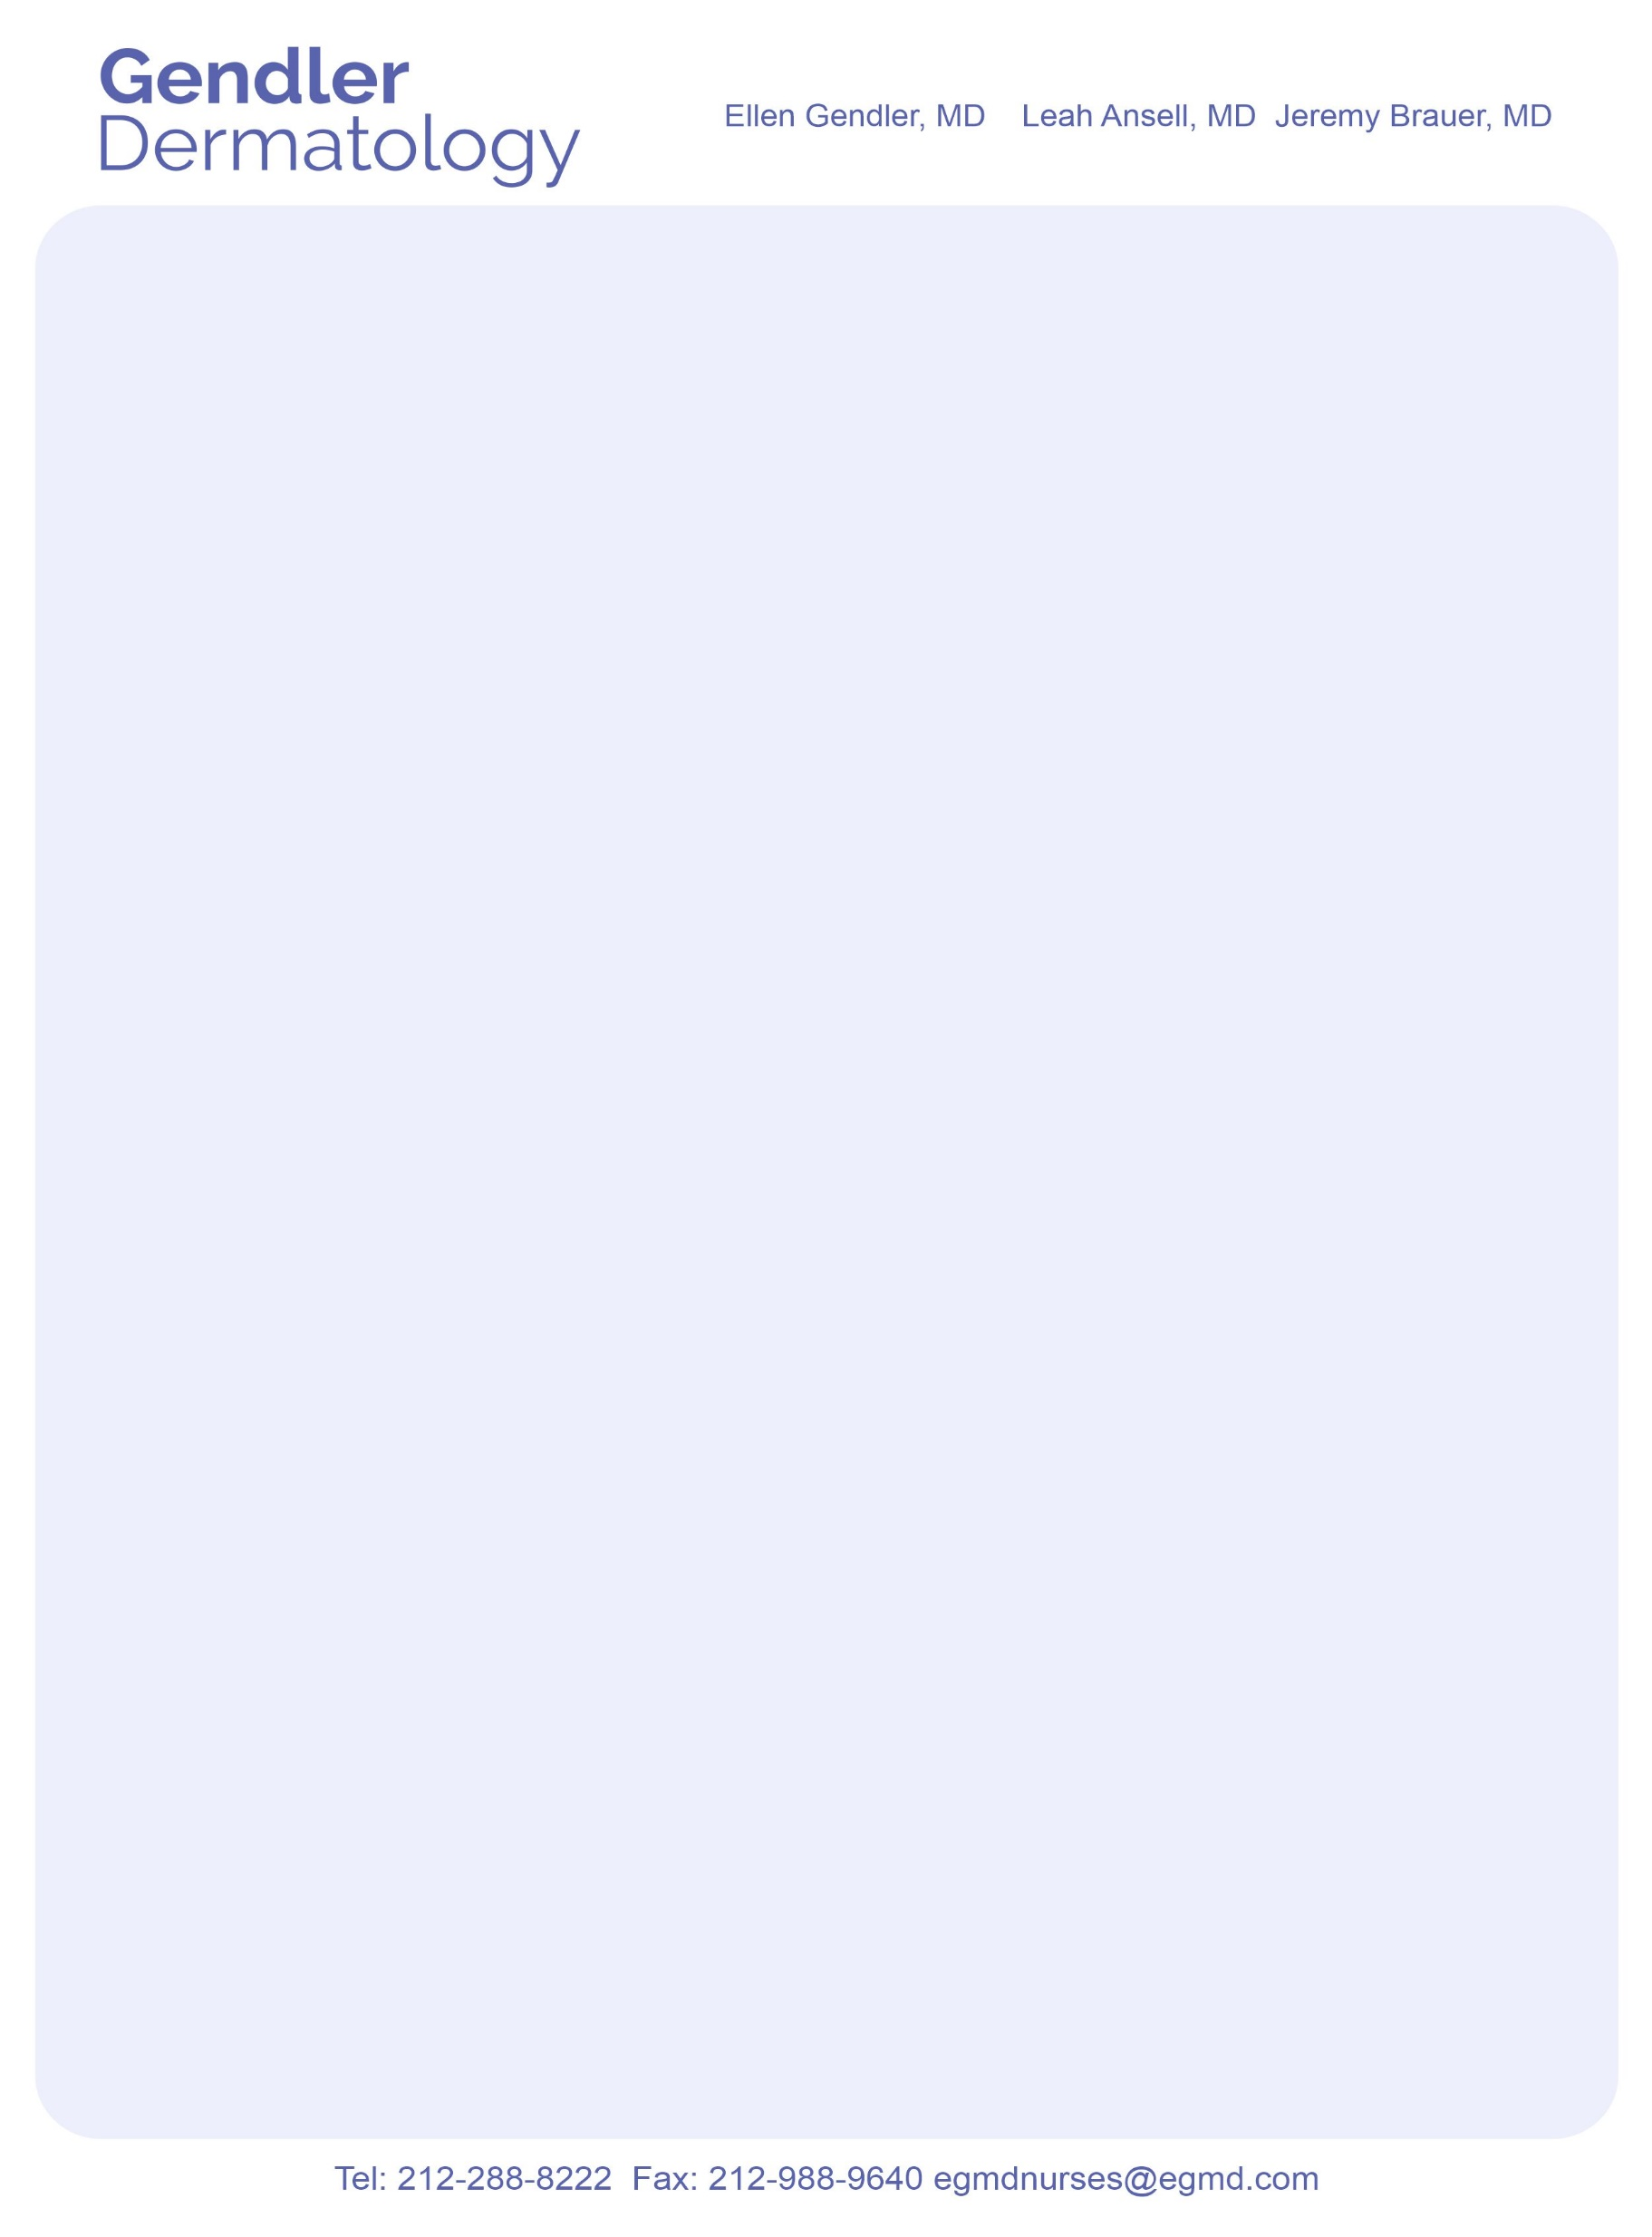 Gendler
Dermatology
Ellen Gendler, MD    Leah Ansell, MD  Jeremy Brauer, MD
Tel: 212-288-8222  Fax: 212-988-9640 egmdnurses@egmd.com